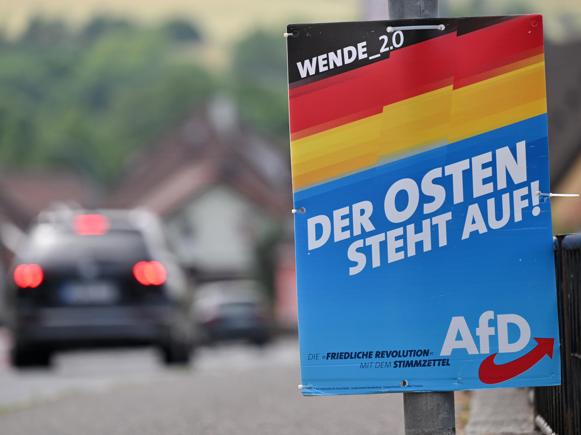 WENDE_2.0
DER OSTEN
STEHT AUF!
AfD
DIE »FRIEDLICHE REVOLUTION«
MIT DEM STIMMZETTEL